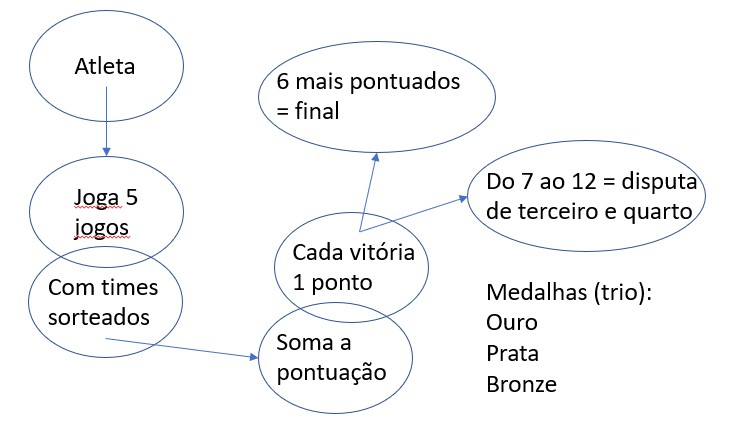 Atleta
Joga 5
jogos
Com times
sorteados
6 mais pontuados
= final
Do 7 ao 12 = disputa
de terceiro e quarto
Cada vitória
1 ponto
Soma a
pontuação
Medalhas (trio):
Ouro
Prata
Bronze